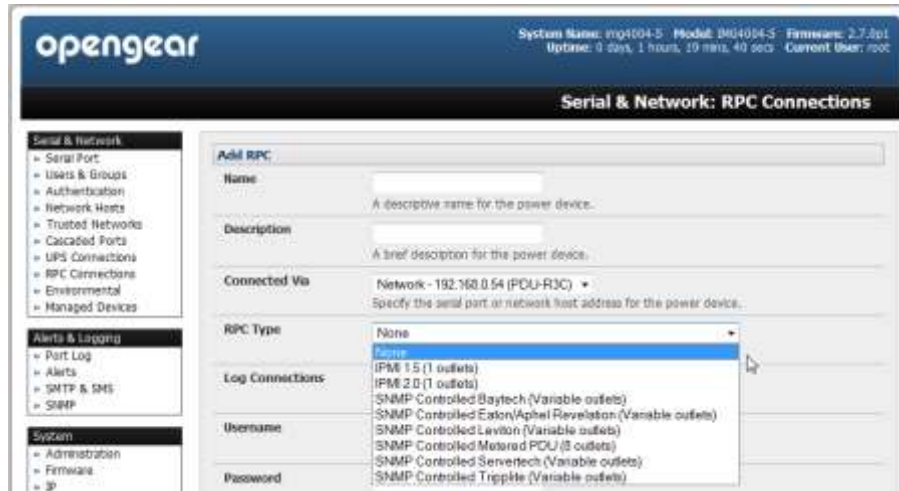 opengear
System Name: img4004-5 Model: IMG4004-5 Firmware: 2.7.0p1
Uptime: 0 days, 1 hours, 19 mins, 40 secs Current User: root
Serial & Network: RPC Connections
Serial & Network
» Serial Port
» Users & Groups
» Authentication
» Network Hosts
» Trusted Networks
» Cascaded Ports
» UPS Connections
» RPC Connections
» Environmental
» Managed Devices
Alerts & Logging
» Port Log
» Alerts
» SMTP & SMS
» SNMP
System
» Administration
» Firmware
» IP
Add RPC
Name
A descriptive name for the power device.
Description
A brief description for the power device.
Connected Via
Network - 192.168.0.54 (PDU-R3C)
Specify the serial port or network host address for the power device.
RPC Type
None
None
IPMI 1.5 (1 outlets)
IPMI 2.0 (1 outlets)
SNMP Controlled Baytech (Variable outlets)
SNMP Controlled Eaton/Aphel Revelation (Variable outlets)
SNMP Controlled Leviton (Variable outlets)
SNMP Controlled Metered PDU (8 outlets)
SNMP Controlled Servertech (Variable outlets)
SNMP Controlled Tripplite (Variable outlets)
Log Connections
Username
Password